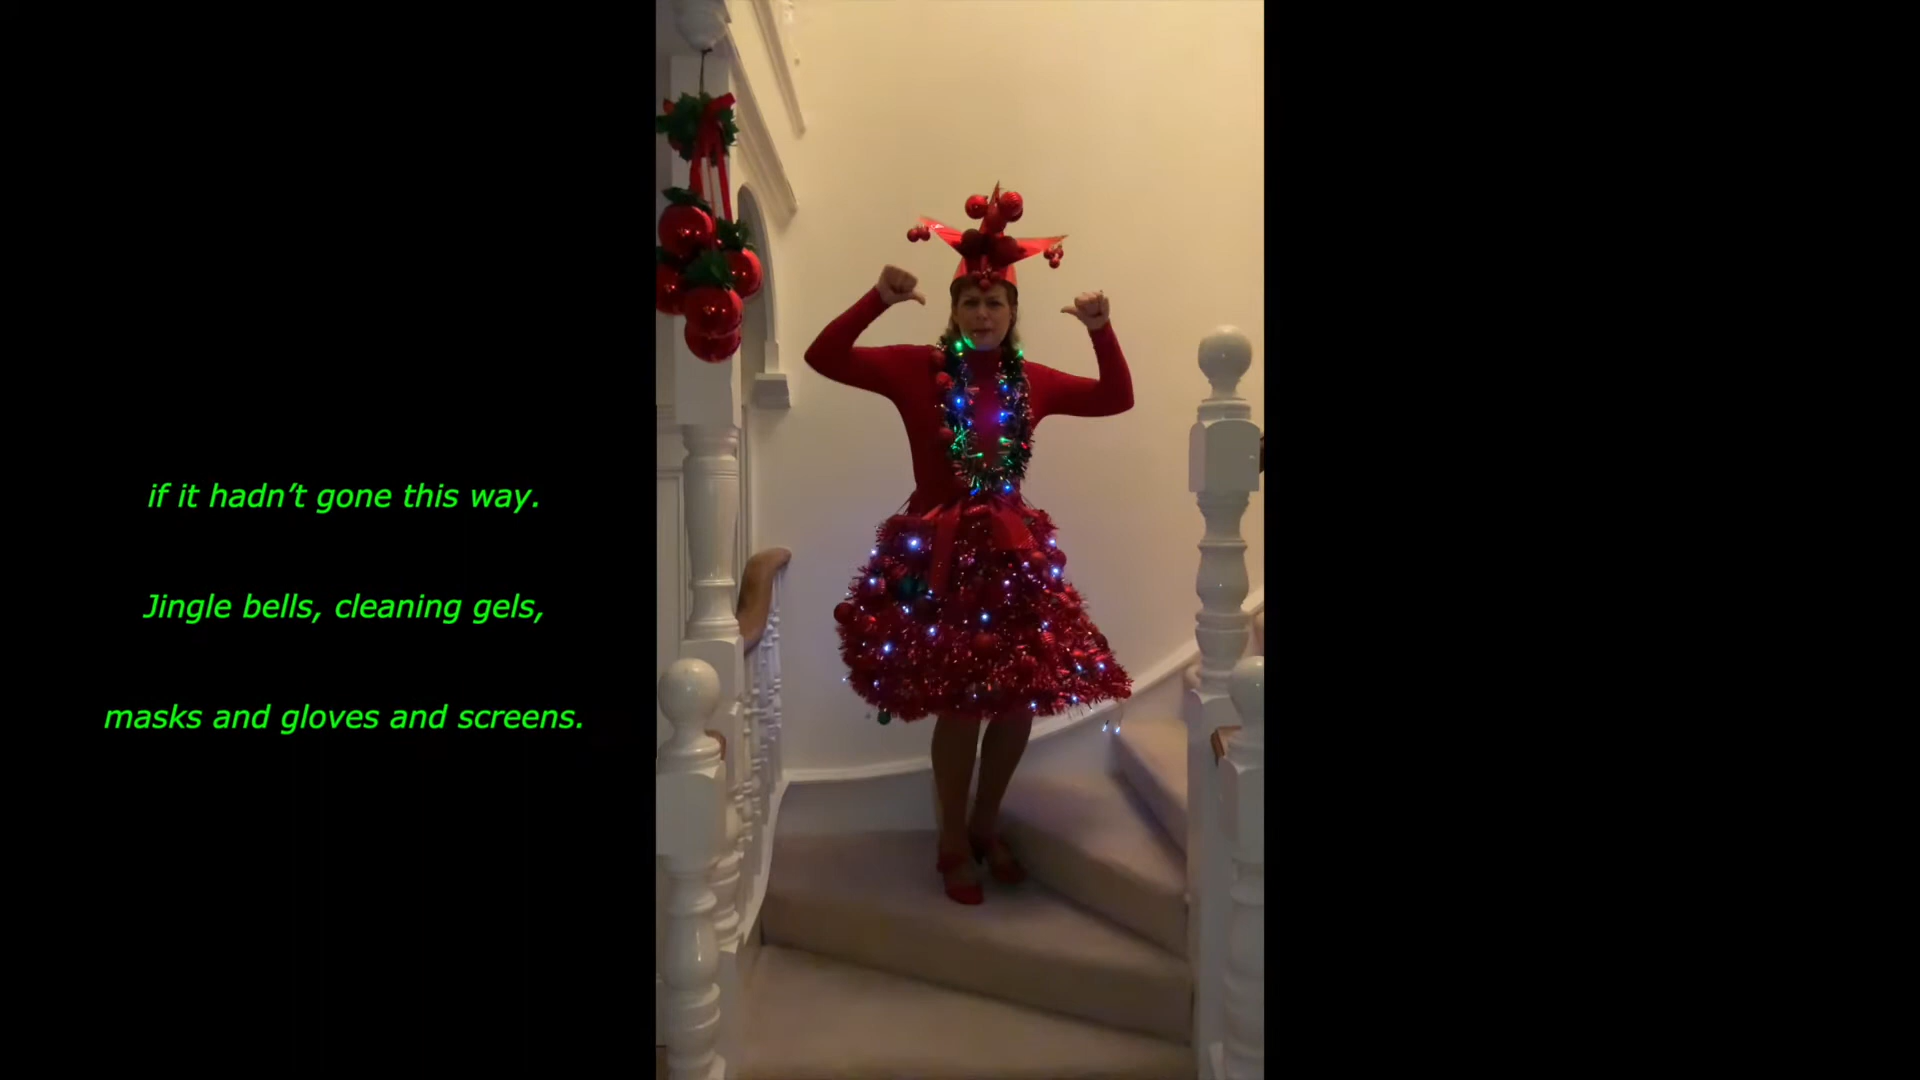 if it hadn’t gone this way.
Jingle bells, cleaning gels,
masks and gloves and screens.